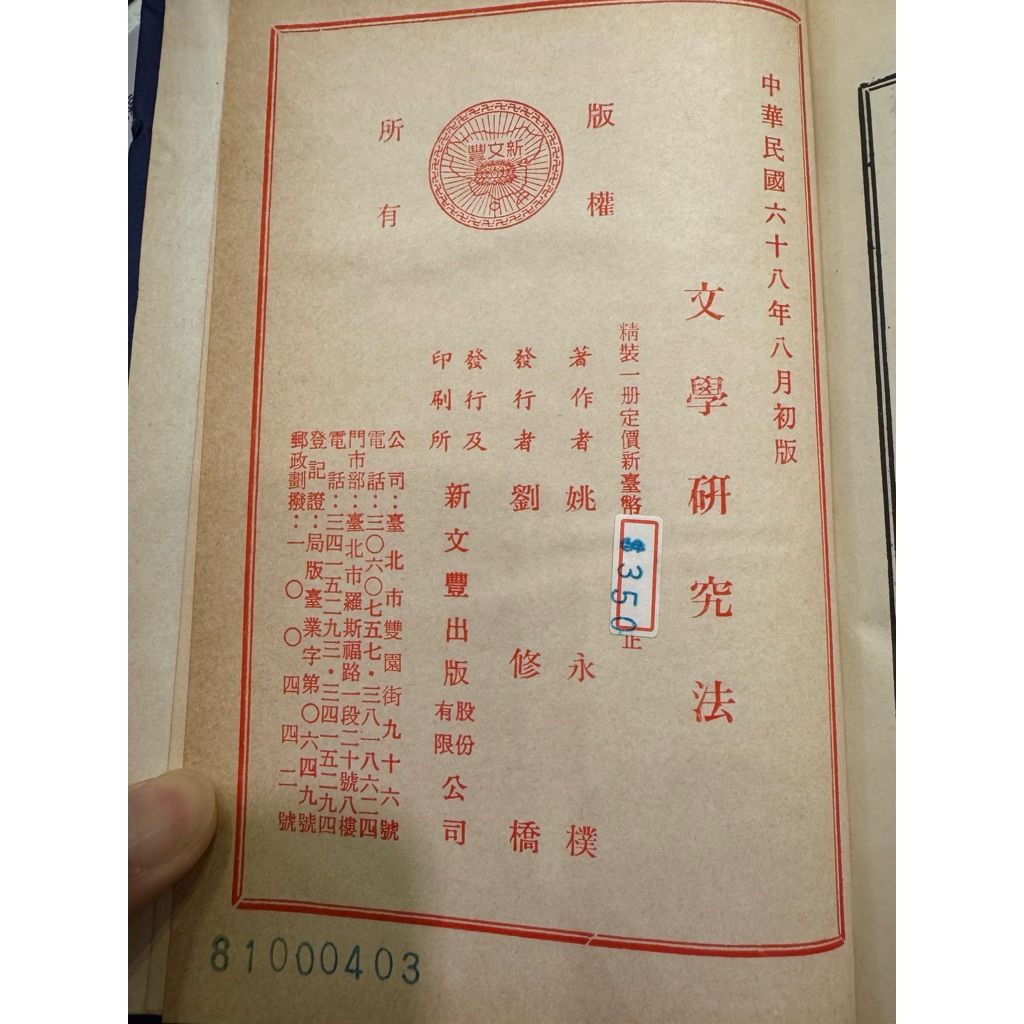 中華民國六十八年八月初版
文學研究法
版權
所有
新文豐
精裝一册定價新臺幣
$350
正
著作者 姚永樸
發行者 劉修橋
發行及印刷所 新文豐出版股份有限公司
公司：臺北市雙園街九十六號
電話：三〇六〇七五七・三八一八六二四
門市部：臺北市羅斯福路一段二十號八樓
電話：三四一五二九三・三四一五二九四
登記證：局版臺業字第〇六四九號
郵政劃撥：一〇〇四四二號
81000403